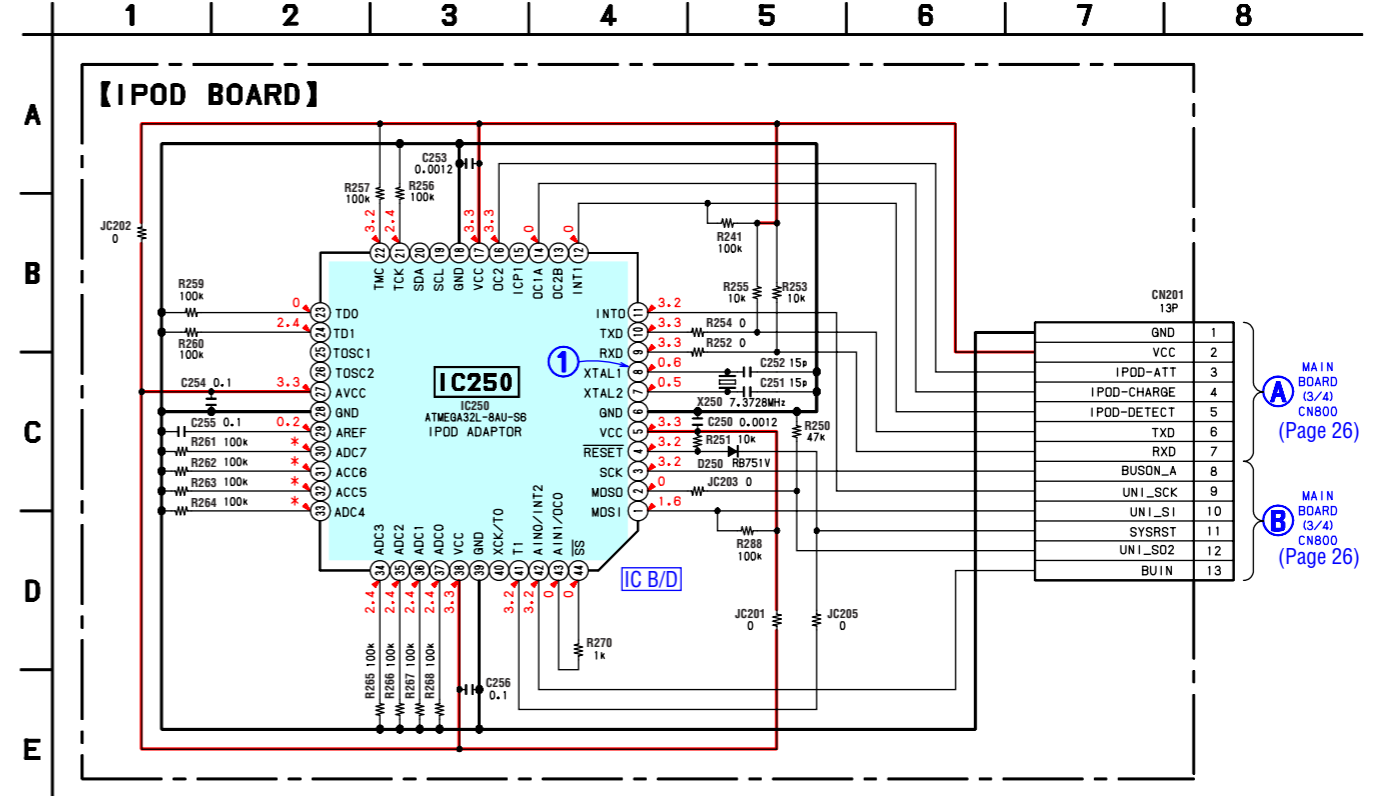 1 2 3 4 5 6 7 8
A
B
C
D
E
【IPOD BOARD】
C253
0.0012
R257
100k
R256
100k
JC202
0
3.2
2.4
3.3
3.3
0
0
R241
100k
22 21 20 19 18 17 16 15 14 13 12
TMC TCK SDA SCL GND VCC OC2 ICP1 OC1A OC2B INT1
R259
100k
R260
100k
0
23 TDO
2.4
24 TD1
25 TOSC1
26 TOSC2
3.3
27 AVCC
28 GND
0.2
29 AREF
*
30 ADC7
*
31 ACC6
*
32 ACC5
*
33 ADC4
C254 0.1
C255 0.1
R261 100k
R262 100k
R263 100k
R264 100k
IC250
IC250
ATMEGA32L-8AU-S6
IPOD ADAPTOR
1
INTO 11 3.2
TXD 10 3.3
RXD 9 3.3
XTAL1 8 0.6
XTAL2 7 0.5
GND 6
VCC 5 3.3
RESET 4 3.2
SCK 3 3.2
MOSO 2 0
MOSI 1 1.6
R255
10k
R253
10k
R254 0
R252 0
C252 15p
C251 15p
X250 7.3728MHz
C250 0.0012
R251 10k
R250
47k
D250 RB751V
JC203 0
R288
100k
ADC3 ADC2 ADC1 ADC0 VCC GND XCK/TO T1 AIN0/INT2 AIN1/OC0 SS
34 35 36 37 38 39 40 41 42 43 44
2.4 2.4 2.4 2.4 3.3 3.2 3.2 0 0
IC B/D
R265 100k
R266 100k
R267 100k
R268 100k
C256
0.1
R270
1k
JC201
0
JC205
0
CN201
13P
GND 1
VCC 2
IPOD-ATT 3
IPOD-CHARGE 4
IPOD-DETECT 5
TXD 6
RXD 7
BUSON_A 8
UNI_SCK 9
UNI_SI 10
SYSRST 11
UNI_SO2 12
BUIN 13
A
MAIN
BOARD
(3/4)
CN800
(Page 26)
B
MAIN
BOARD
(3/4)
CN800
(Page 26)